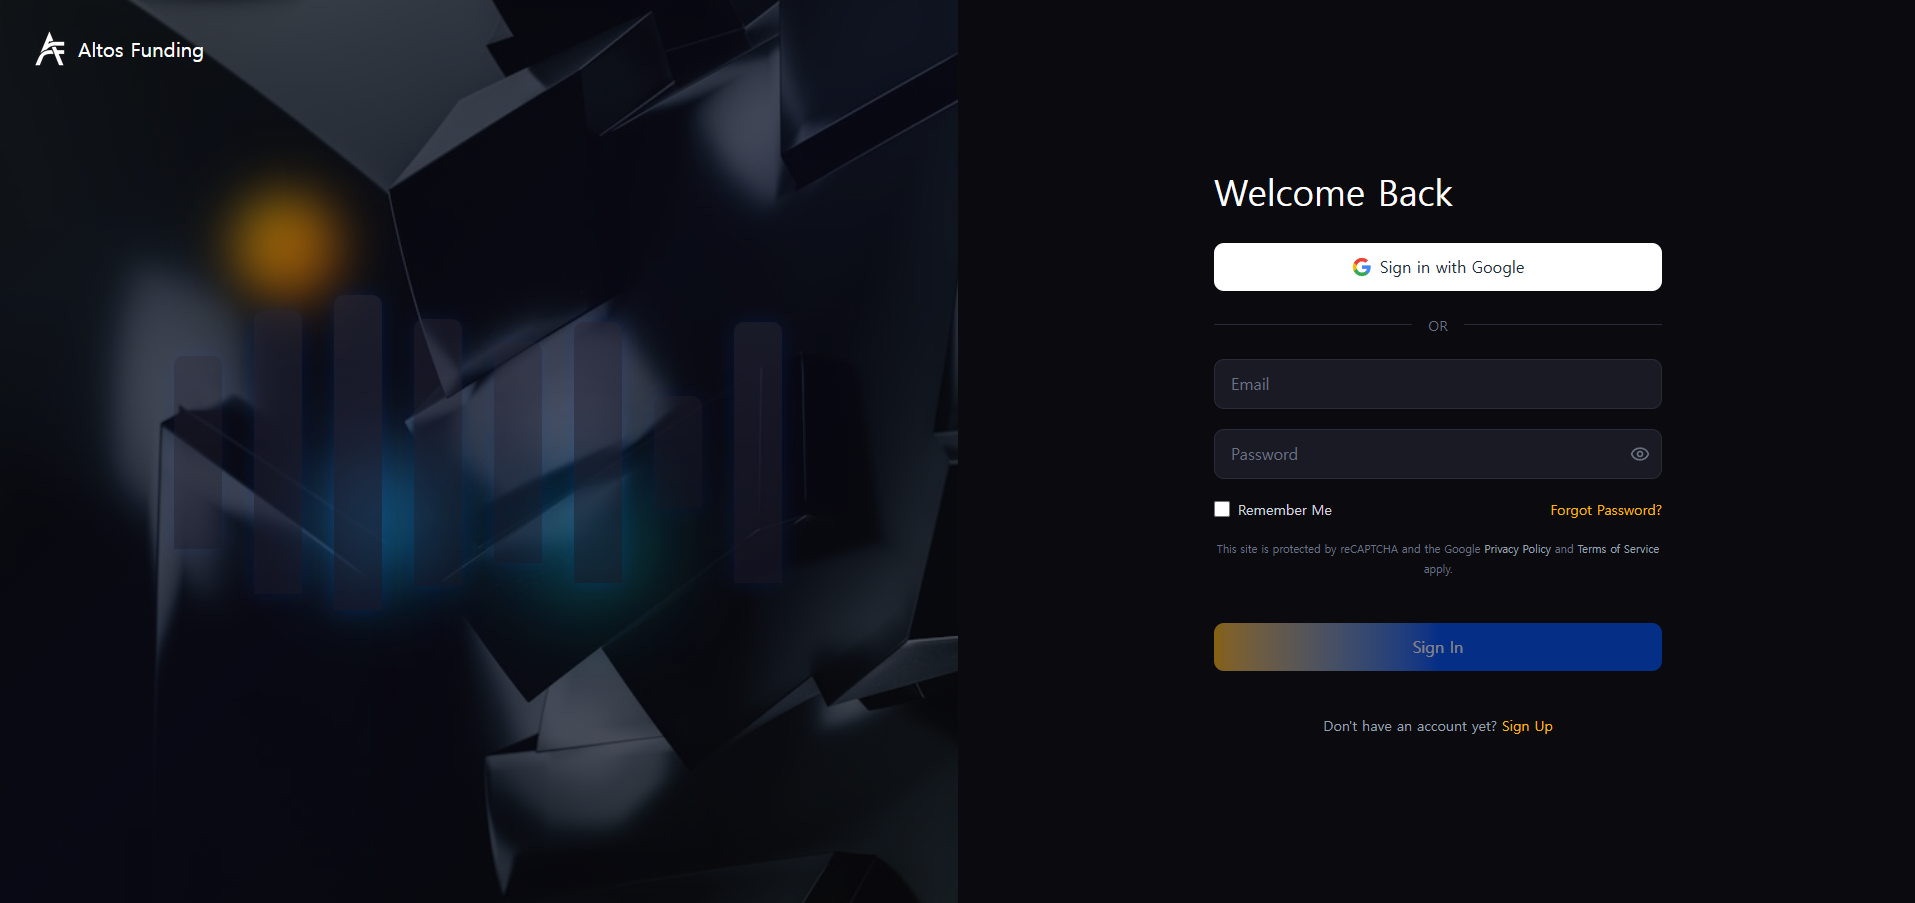 Altos Funding
Welcome Back
Sign in with Google
OR
Email
Password
Remember Me
Forgot Password?
This site is protected by reCAPTCHA and the Google Privacy Policy and Terms of Service
apply.
Sign In
Don't have an account yet? Sign Up